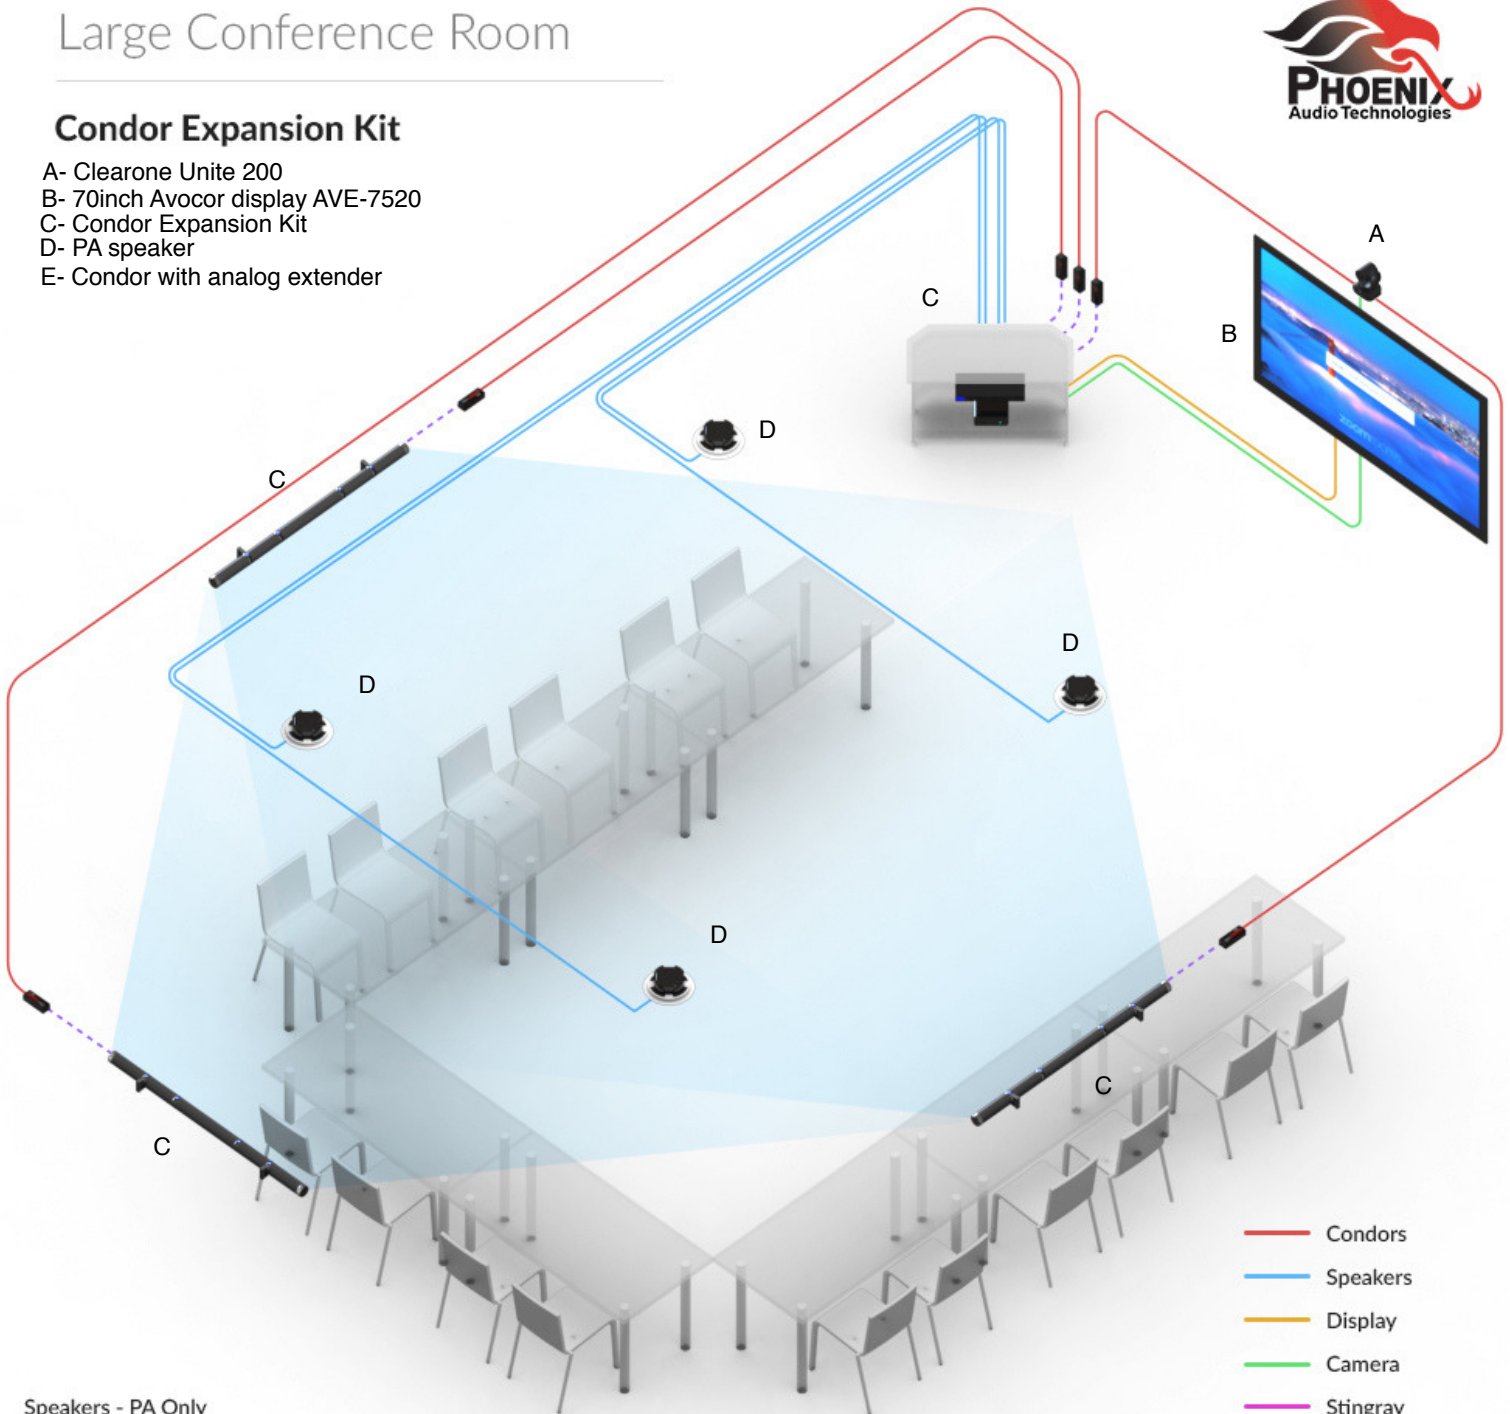 Large Conference Room
PHOENIX
Audio Technologies
Condor Expansion Kit
A- Clearone Unite 200
B- 70inch Avocor display AVE-7520
C- Condor Expansion Kit
D- PA speaker
E- Condor with analog extender
A
C
B
D
C
D
D
D
C
C
zoom
Condors
Speakers
Display
Camera
Stingray
Speakers - PA Only